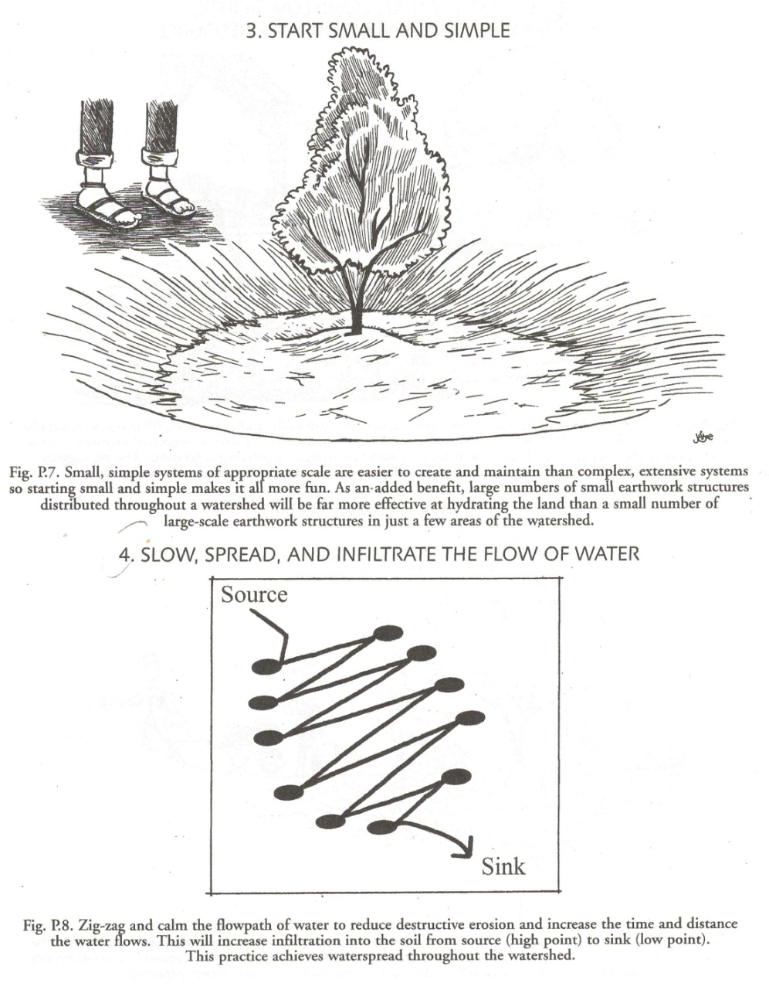 3. START SMALL AND SIMPLE
Fig. P.7. Small, simple systems of appropriate scale are easier to create and maintain than complex, extensive systems
so starting small and simple makes it all more fun. As an added benefit, large numbers of small earthwork structures
distributed throughout a watershed will be far more effective at hydrating the land than a small number of
large-scale earthwork structures in just a few areas of the watershed.
4. SLOW, SPREAD, AND INFILTRATE THE FLOW OF WATER
Source
Sink
Fig. P.8. Zig-zag and calm the flowpath of water to reduce destructive erosion and increase the time and distance
the water flows. This will increase infiltration into the soil from source (high point) to sink (low point).
This practice achieves waterspread throughout the watershed.